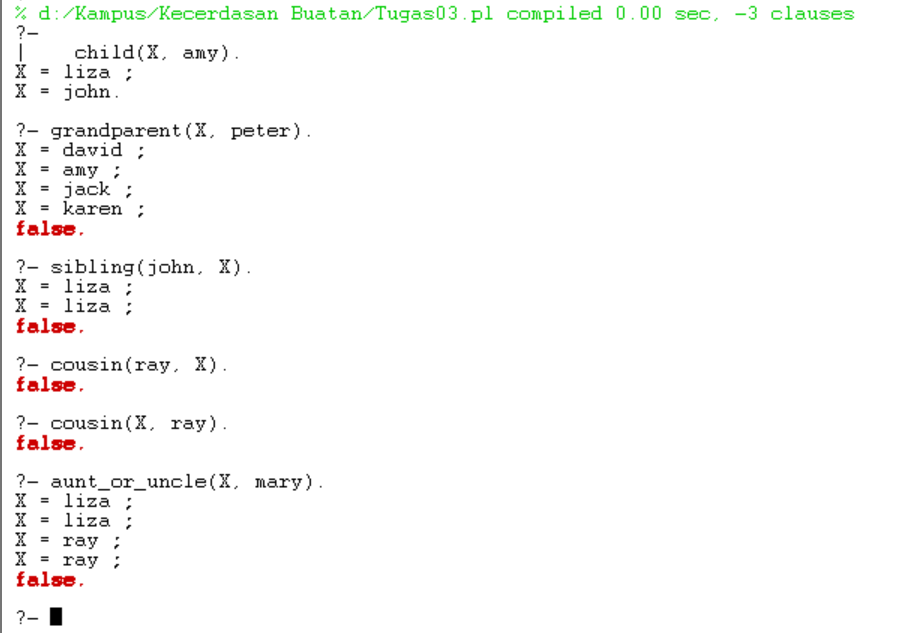 % d:/Kampus/Kecerdasan Buatan/Tugas03.pl compiled 0.00 sec, -3 clauses
?-
|    child(X, amy).
X = liza ;
X = john.
?- grandparent(X, peter).
X = david ;
X = amy ;
X = jack ;
X = karen ;
false.
?- sibling(john, X).
X = liza ;
X = liza ;
false.
?- cousin(ray, X).
false.
?- cousin(X, ray).
false.
?- aunt_or_uncle(X, mary).
X = liza ;
X = liza ;
X = ray ;
X = ray ;
false.
?-